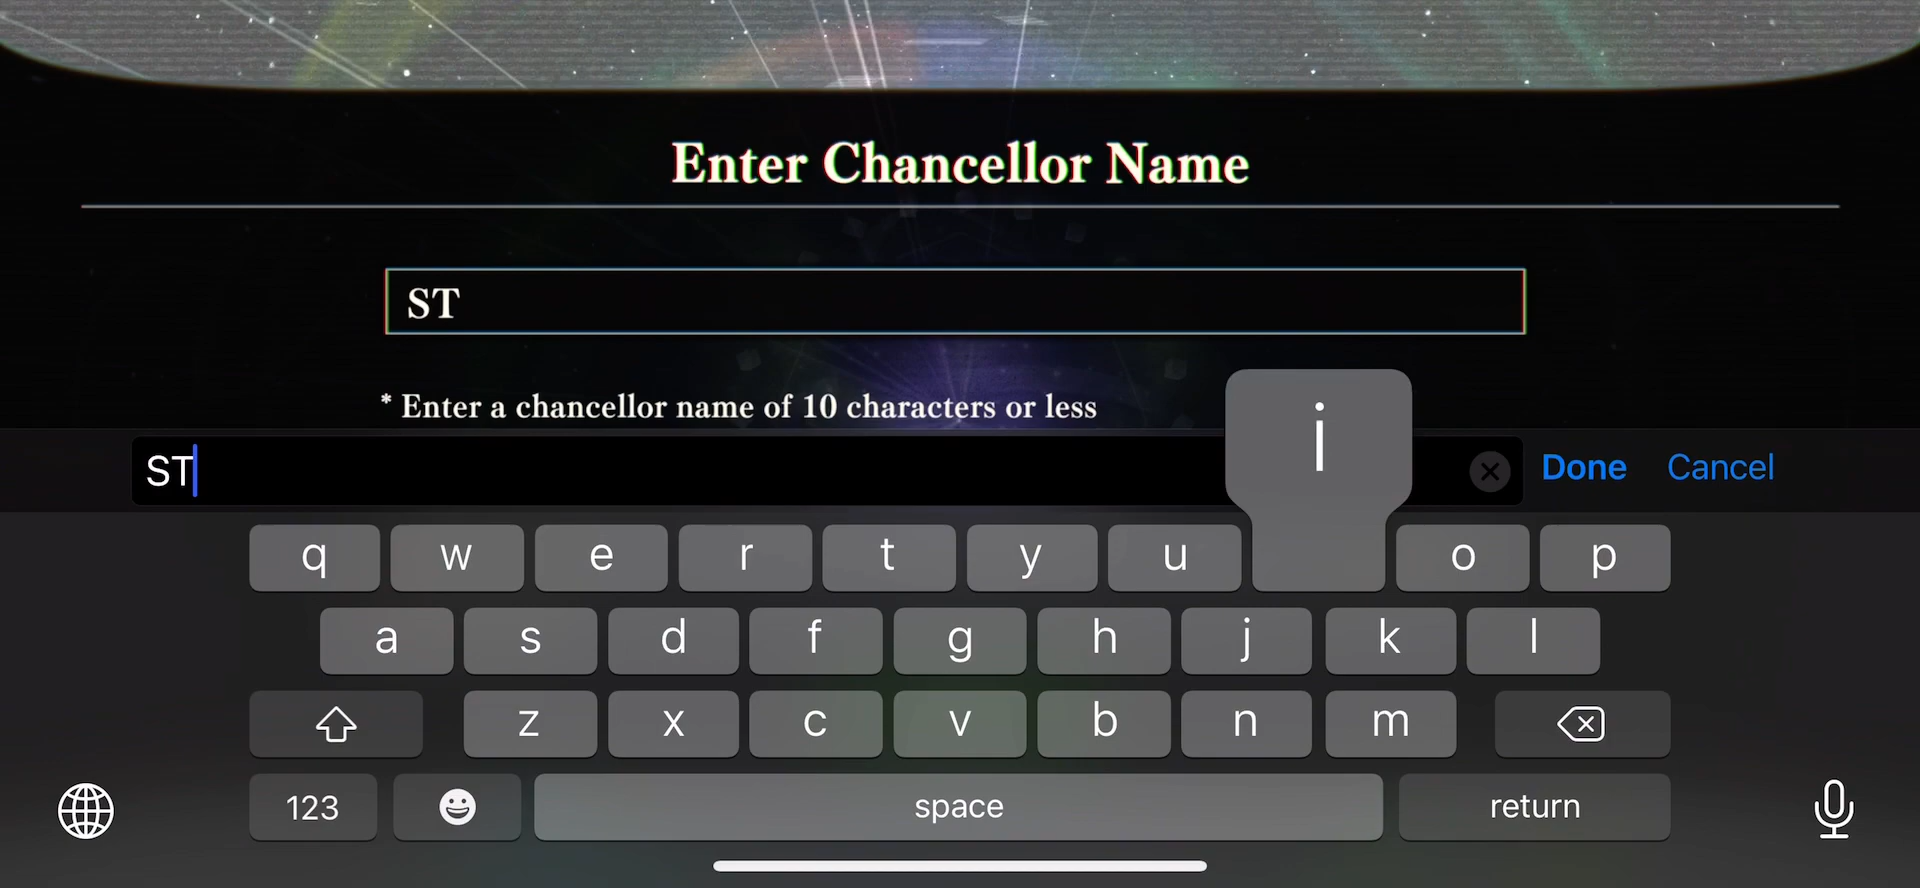 Enter Chancellor Name
ST
* Enter a chancellor name of 10 characters or less
ST Done Cancel
q w e r t y u i o p
a s d f g h j k l
z x c v b n m
123 space return